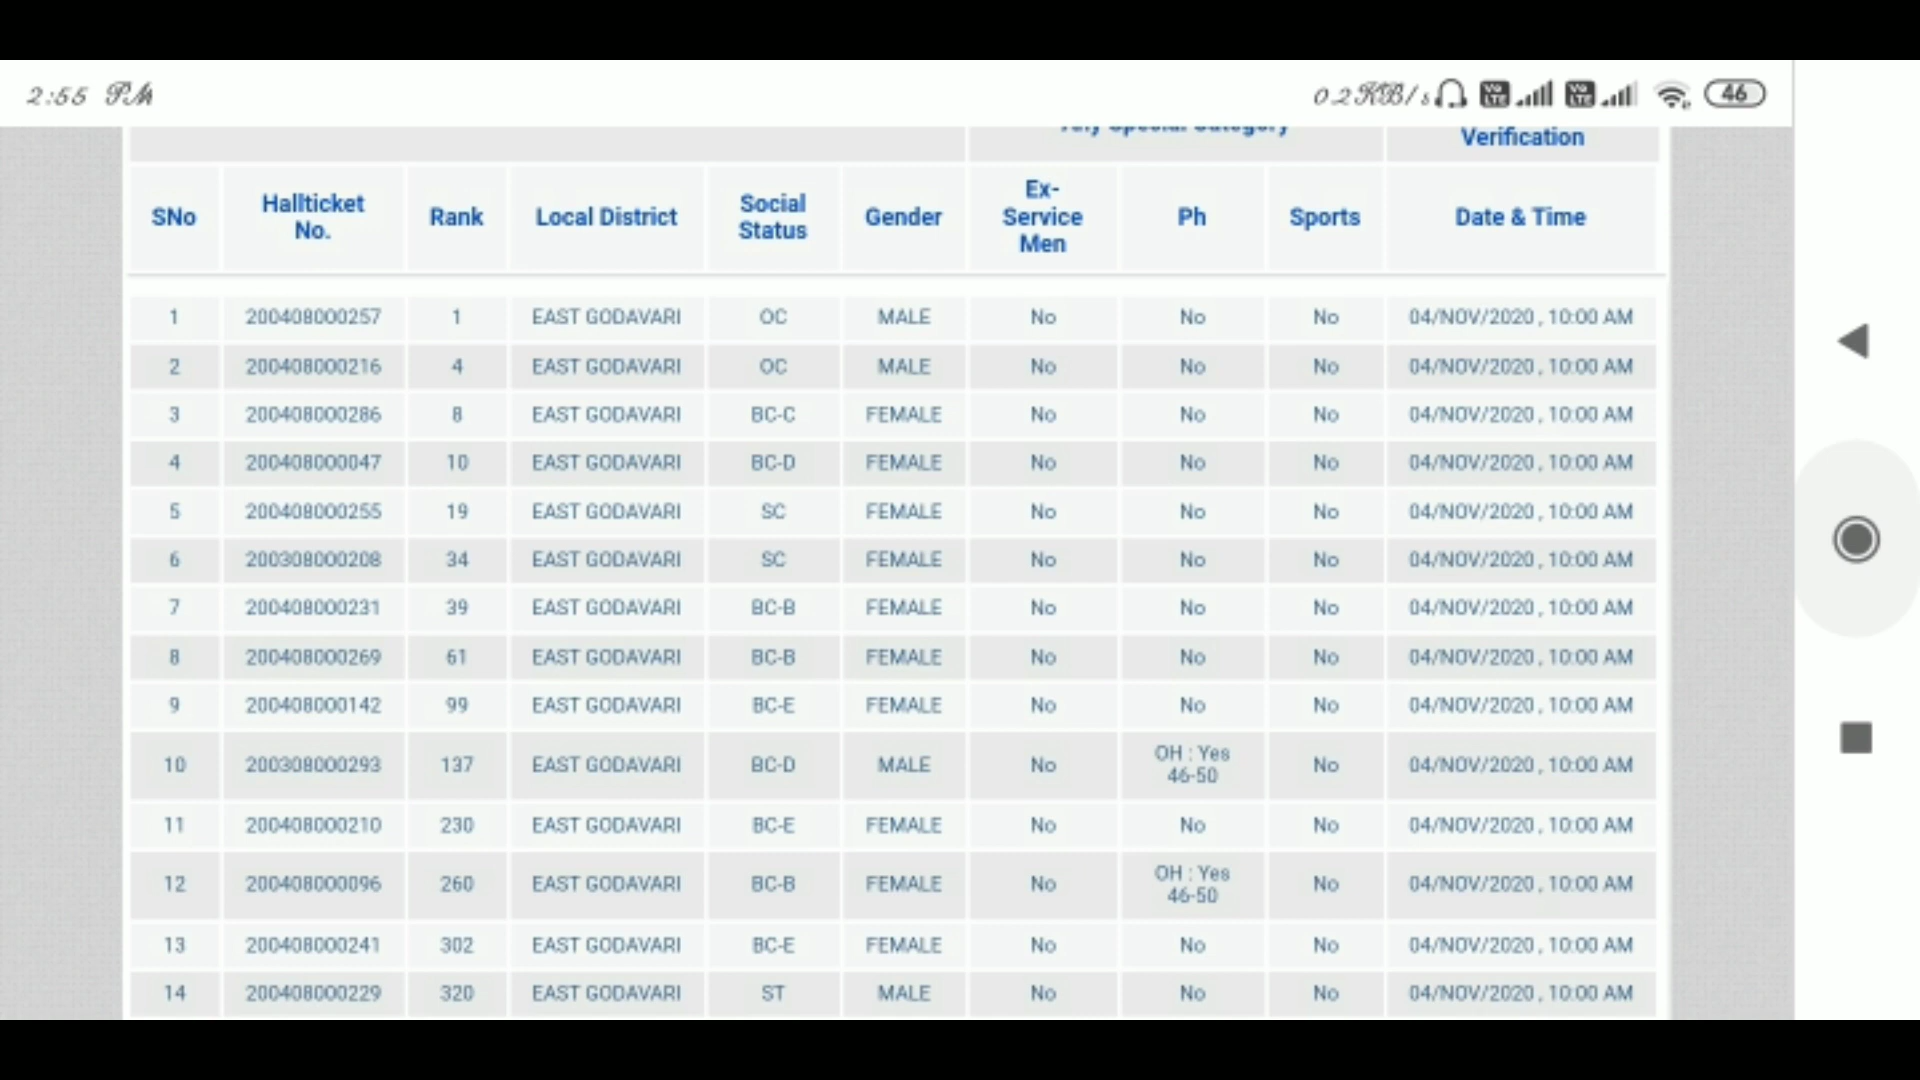 2:55 PM 0.2KB/s 46
Any Special Category Verification
SNo Hallticket No. Rank Local District Social Status Gender Ex-Service Men Ph Sports Date & Time
1 200408000257 1 EAST GODAVARI OC MALE No No No 04/NOV/2020 , 10:00 AM
2 200408000216 4 EAST GODAVARI OC MALE No No No 04/NOV/2020 , 10:00 AM
3 200408000286 8 EAST GODAVARI BC-C FEMALE No No No 04/NOV/2020 , 10:00 AM
4 200408000047 10 EAST GODAVARI BC-D FEMALE No No No 04/NOV/2020 , 10:00 AM
5 200408000255 19 EAST GODAVARI SC FEMALE No No No 04/NOV/2020 , 10:00 AM
6 200308000208 34 EAST GODAVARI SC FEMALE No No No 04/NOV/2020 , 10:00 AM
7 200408000231 39 EAST GODAVARI BC-B FEMALE No No No 04/NOV/2020 , 10:00 AM
8 200408000269 61 EAST GODAVARI BC-B FEMALE No No No 04/NOV/2020 , 10:00 AM
9 200408000142 99 EAST GODAVARI BC-E FEMALE No No No 04/NOV/2020 , 10:00 AM
10 200308000293 137 EAST GODAVARI BC-D MALE No OH : Yes 46-50 No 04/NOV/2020 , 10:00 AM
11 200408000210 230 EAST GODAVARI BC-E FEMALE No No No 04/NOV/2020 , 10:00 AM
12 200408000096 260 EAST GODAVARI BC-B FEMALE No OH : Yes 46-50 No 04/NOV/2020 , 10:00 AM
13 200408000241 302 EAST GODAVARI BC-E FEMALE No No No 04/NOV/2020 , 10:00 AM
14 200408000229 320 EAST GODAVARI ST MALE No No No 04/NOV/2020 , 10:00 AM